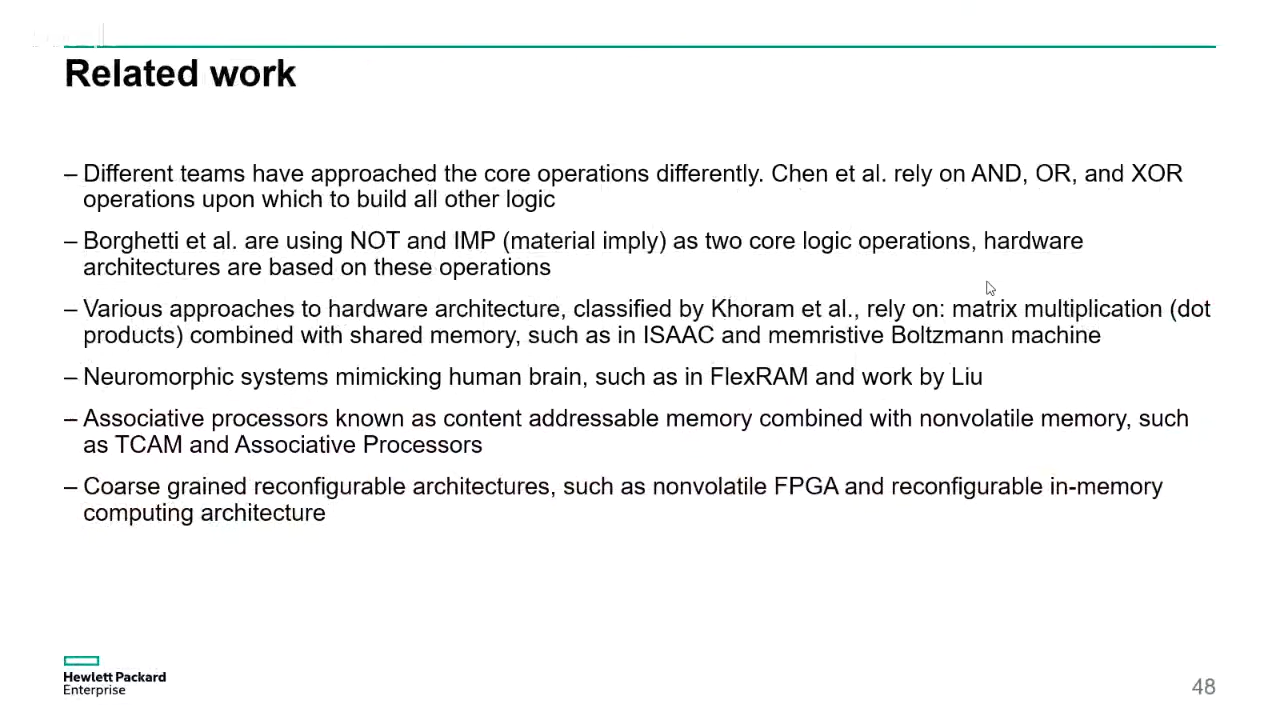 Related work
– Different teams have approached the core operations differently. Chen et al. rely on AND, OR, and XOR
operations upon which to build all other logic
– Borghetti et al. are using NOT and IMP (material imply) as two core logic operations, hardware
architectures are based on these operations
– Various approaches to hardware architecture, classified by Khoram et al., rely on: matrix multiplication (dot
products) combined with shared memory, such as in ISAAC and memristive Boltzmann machine
– Neuromorphic systems mimicking human brain, such as in FlexRAM and work by Liu
– Associative processors known as content addressable memory combined with nonvolatile memory, such
as TCAM and Associative Processors
– Coarse grained reconfigurable architectures, such as nonvolatile FPGA and reconfigurable in-memory
computing architecture
Hewlett Packard
Enterprise
48